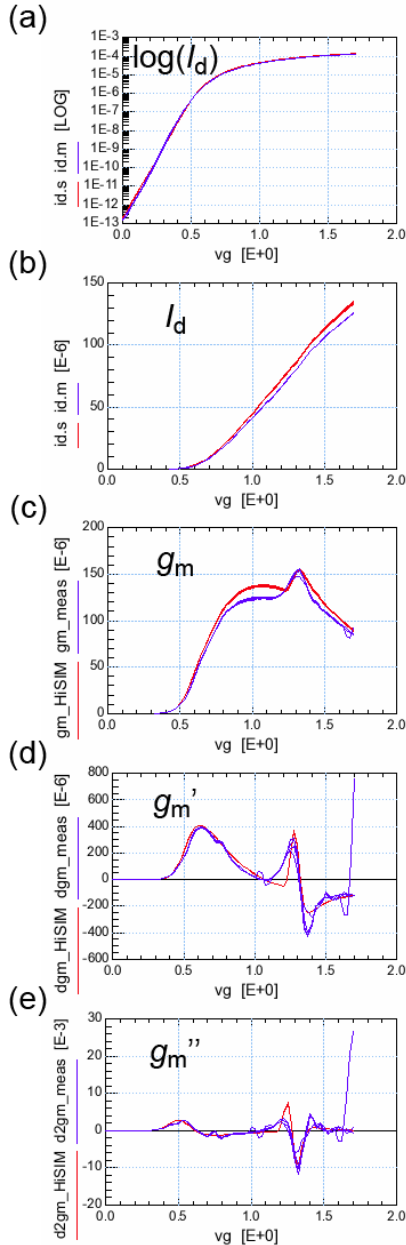 (a)
log(Id)
id.s id.m [LOG]
1E-3
1E-4
1E-5
1E-6
1E-7
1E-8
1E-9
1E-10
1E-11
1E-12
1E-13
0.0 0.5 1.0 1.5 2.0
vg [E+0]
(b)
Id
id.s id.m [E-6]
150
100
50
0
0.0 0.5 1.0 1.5 2.0
vg [E+0]
(c)
gm
gm_HiSIM gm_meas [E-6]
200
150
100
50
0
0.0 0.5 1.0 1.5 2.0
vg [E+0]
(d)
gm'
dgm_HiSIM dgm_meas [E-6]
800
600
400
200
0
-200
-400
-600
0.0 0.5 1.0 1.5 2.0
vg [E+0]
(e)
gm''
d2gm_HiSIM d2gm_meas [E-3]
30
20
10
0
-10
-20
0.0 0.5 1.0 1.5 2.0
vg [E+0]